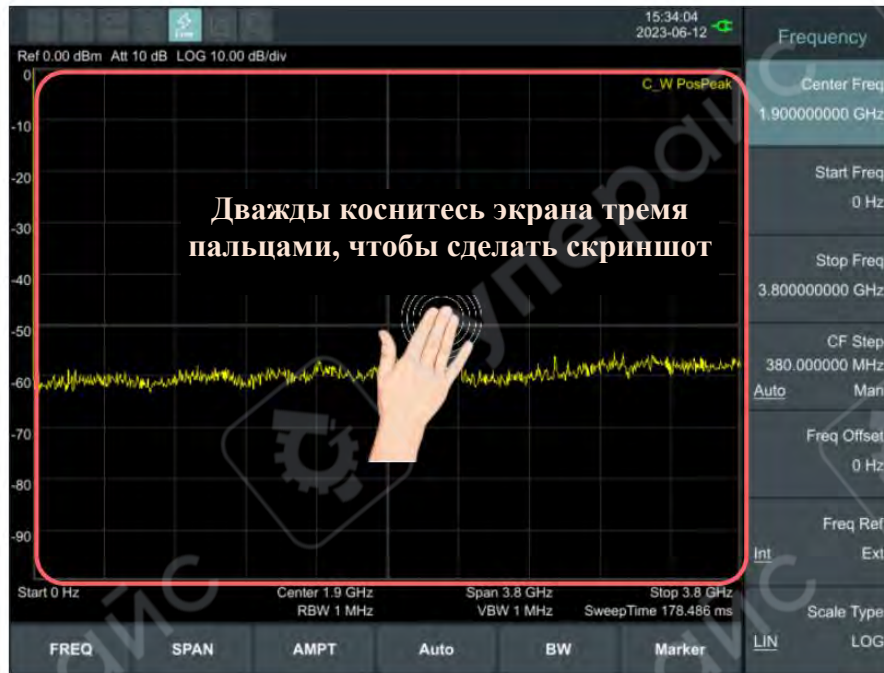 15:34:04
2023-06-12
Ref 0.00 dBm Att 10 dB LOG 10.00 dB/div
C_W PosPeak
0
-10
-20
-30
-40
-50
-60
-70
-80
-90
Дважды коснитесь экрана тремя
пальцами, чтобы сделать скриншот
Start 0 Hz Center 1.9 GHz Span 3.8 GHz Stop 3.8 GHz
RBW 1 MHz VBW 1 MHz SweepTime 178.486 ms
FREQ SPAN AMPT Auto BW Marker
Frequency
Center Freq
1.900000000 GHz
Start Freq
0 Hz
Stop Freq
3.800000000 GHz
CF Step
380.000000 MHz
Auto Man
Freq Offset
0 Hz
Freq Ref
Int Ext
Scale Type
LIN LOG